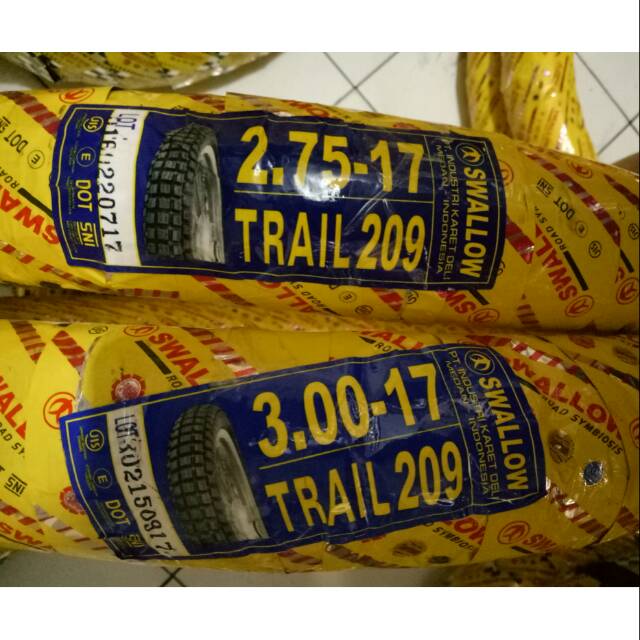 2.75-17
TRAIL 209
SWALLOW
PT. INDUSTRI KARET DELI
MEDAN, INDONESIA
JIS
E
DOT
SNI
LOT
3.00-17
TRAIL 209
SWALLOW
PT. INDUSTRI KARET DELI
MEDAN, INDONESIA
JIS
E
DOT
SNI
SWALLOW
ROAD SYMBIOSIS